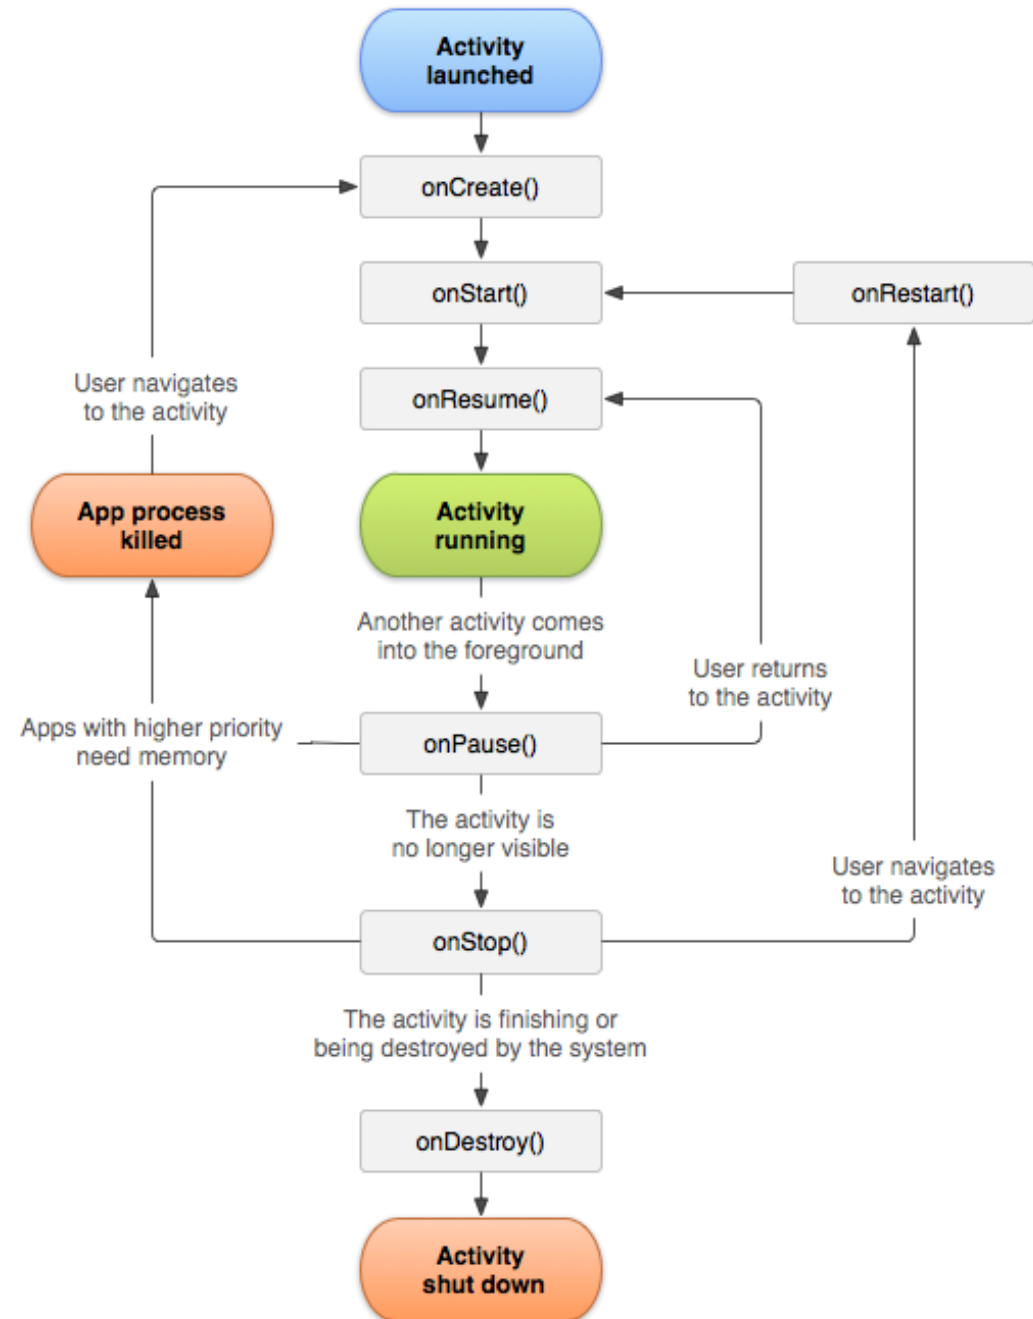 Activity
launched
onCreate()
onStart()
onRestart()
User navigates
to the activity
onResume()
App process
killed
Activity
running
Another activity comes
into the foreground
User returns
to the activity
Apps with higher priority
need memory
onPause()
The activity is
no longer visible
User navigates
to the activity
onStop()
The activity is finishing or
being destroyed by the system
onDestroy()
Activity
shut down